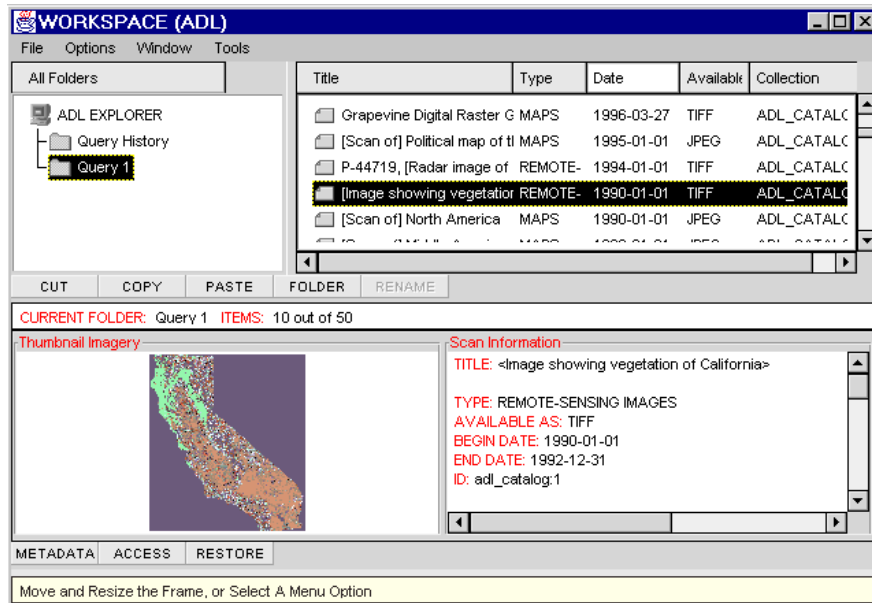 WORKSPACE (ADL)
File Options Window Tools
All Folders
Title Type Date Available Collection
ADL EXPLORER
Query History
Query 1
Grapevine Digital Raster G MAPS 1996-03-27 TIFF ADL_CATALC
[Scan of] Political map of tl MAPS 1995-01-01 JPEG ADL_CATALC
P-44719, [Radar image of REMOTE- 1994-01-01 TIFF ADL_CATALC
[Image showing vegetation REMOTE- 1990-01-01 TIFF ADL_CATALC
[Scan of] North America MAPS 1990-01-01 JPEG ADL_CATALC
CUT COPY PASTE FOLDER RENAME
CURRENT FOLDER: Query 1 ITEMS: 10 out of 50
Thumbnail Imagery
Scan Information
TITLE: <Image showing vegetation of California>
TYPE: REMOTE-SENSING IMAGES
AVAILABLE AS: TIFF
BEGIN DATE: 1990-01-01
END DATE: 1992-12-31
ID: adl_catalog:1
METADATA ACCESS RESTORE
Move and Resize the Frame, or Select A Menu Option